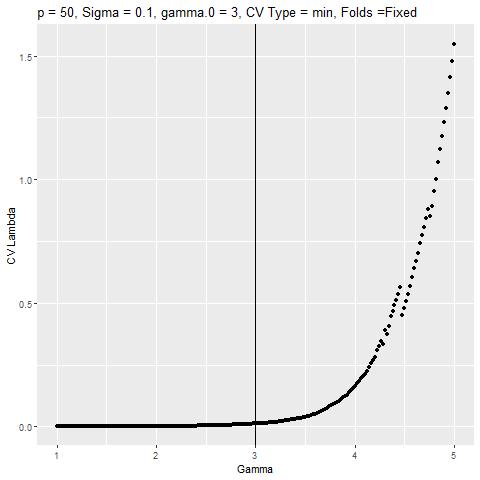 p = 50, Sigma = 0.1, gamma.0 = 3, CV Type = min, Folds =Fixed
1.5
1.0
0.5
0.0
CV Lambda
1 2 3 4 5
Gamma